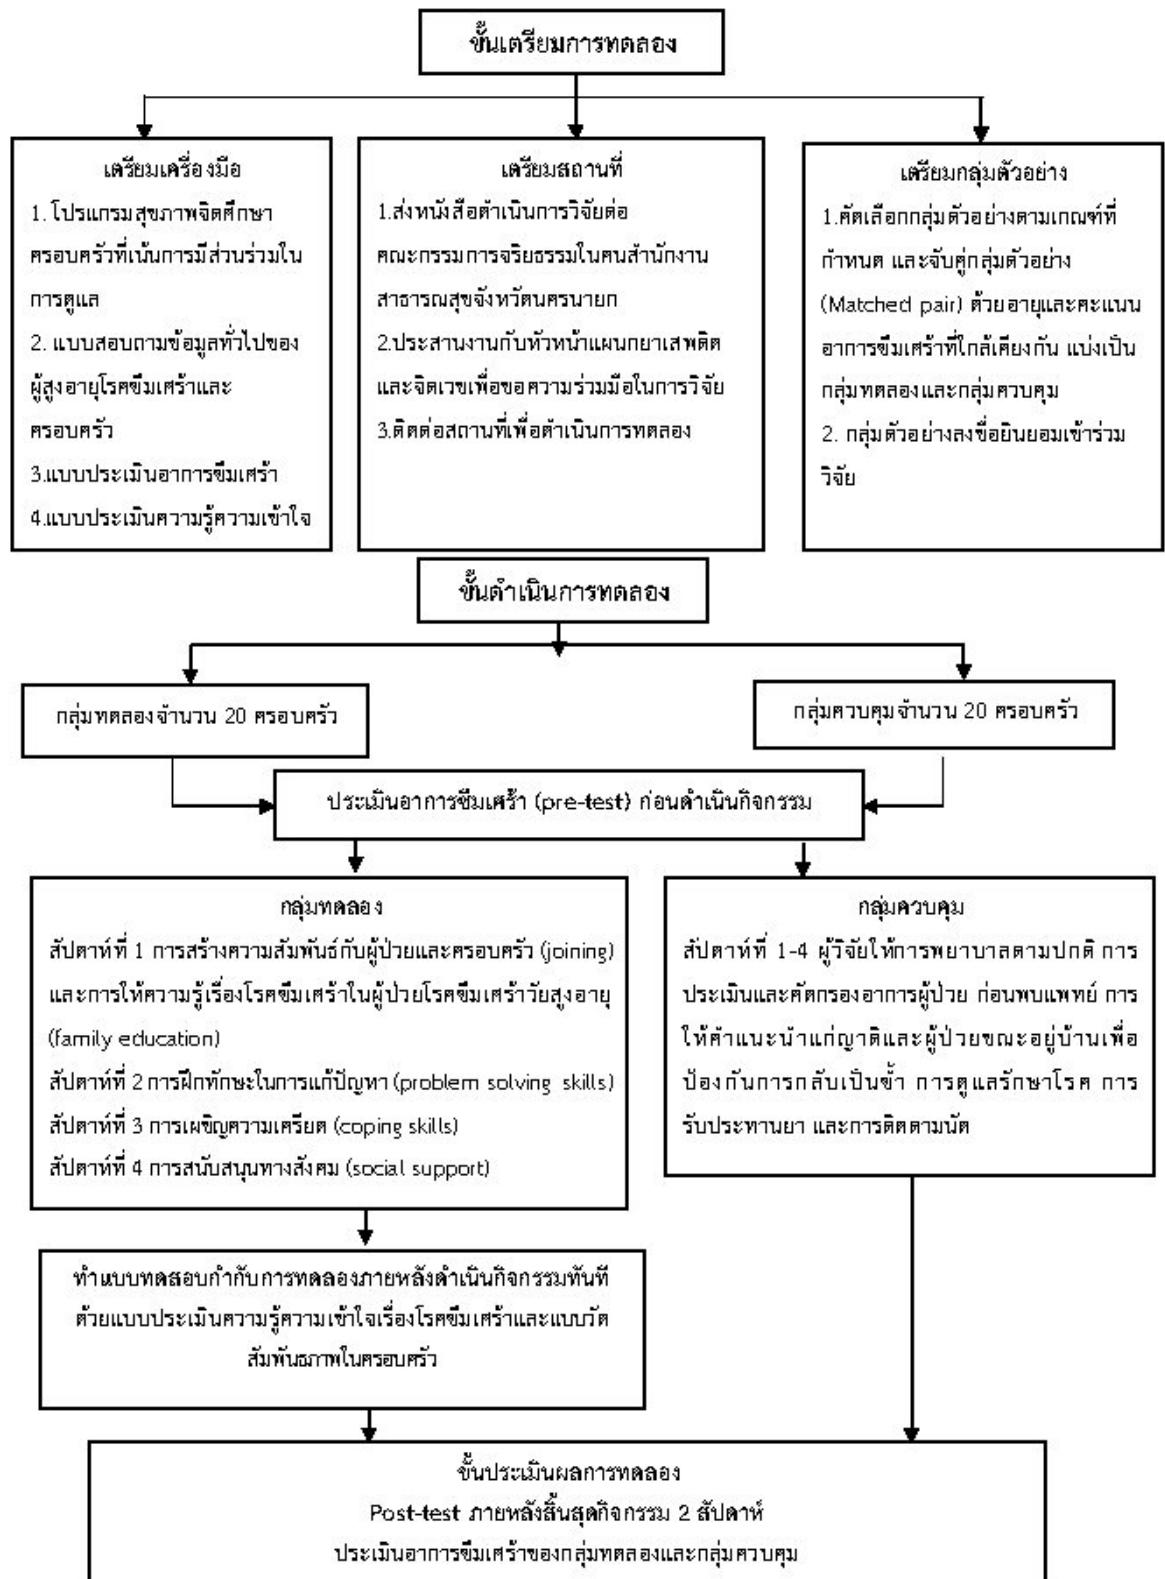 ขั้นเตรียมการทดลอง
เตรียมเครื่องมือ
1. โปรแกรมสุขภาพจิตศึกษา
ครอบครัวที่เน้นการมีส่วนร่วมใน
การดูแล
2. แบบสอบถามข้อมูลทั่วไปของ
ผู้สูงอายุโรคซึมเศร้าและ
ครอบครัว
3.แบบประเมินอาการซึมเศร้า
4.แบบประเมินความรู้ความเข้าใจ
เตรียมสถานที่
1.ส่งหนังสือดำเนินการวิจัยต่อ
คณะกรรมการจริยธรรมในคนสำนักงาน
สาธารณสุขจังหวัดนครนายก
2.ประสานงานกับหัวหน้าแผนกยาเสพติด
และจิตเวชเพื่อขอความร่วมมือในการวิจัย
3.ติดต่อสถานที่เพื่อดำเนินการทดลอง
เตรียมกลุ่มตัวอย่าง
1.คัดเลือกกลุ่มตัวอย่างตามเกณฑ์ที่
กำหนด และจับคู่กลุ่มตัวอย่าง
(Matched pair) ด้วยอายุและคะแนน
อาการซึมเศร้าที่ใกล้เคียงกัน แบ่งเป็น
กลุ่มทดลองและกลุ่มควบคุม
2. กลุ่มตัวอย่างลงชื่อยินยอมเข้าร่วม
วิจัย
ขั้นดำเนินการทดลอง
กลุ่มทดลองจำนวน 20 ครอบครัว
กลุ่มควบคุมจำนวน 20 ครอบครัว
ประเมินอาการซึมเศร้า (pre-test) ก่อนดำเนินกิจกรรม
กลุ่มทดลอง
สัปดาห์ที่ 1 การสร้างความสัมพันธ์กับผู้ป่วยและครอบครัว (joining)
และการให้ความรู้เรื่องโรคซึมเศร้าในผู้ป่วยโรคซึมเศร้าวัยสูงอายุ
(family education)
สัปดาห์ที่ 2 การฝึกทักษะในการแก้ปัญหา (problem solving skills)
สัปดาห์ที่ 3 การเผชิญความเครียด (coping skills)
สัปดาห์ที่ 4 การสนับสนุนทางสังคม (social support)
กลุ่มควบคุม
สัปดาห์ที่ 1-4 ผู้วิจัยให้การพยาบาลตามปกติ การ
ประเมินและคัดกรองอาการผู้ป่วย ก่อนพบแพทย์ การ
ให้คำแนะนำแก่ญาติและผู้ป่วยขณะอยู่บ้านเพื่อ
ป้องกันการกลับเป็นซ้ำ การดูแลรักษาโรค การ
รับประทานยา และการติดตามนัด
ทำแบบทดสอบกำกับการทดลองภายหลังดำเนินกิจกรรมทันที
ด้วยแบบประเมินความรู้ความเข้าใจเรื่องโรคซึมเศร้าและแบบวัด
สัมพันธภาพในครอบครัว
ขั้นประเมินผลการทดลอง
Post-test ภายหลังสิ้นสุดกิจกรรม 2 สัปดาห์
ประเมินอาการซึมเศร้าของกลุ่มทดลองและกลุ่มควบคุม